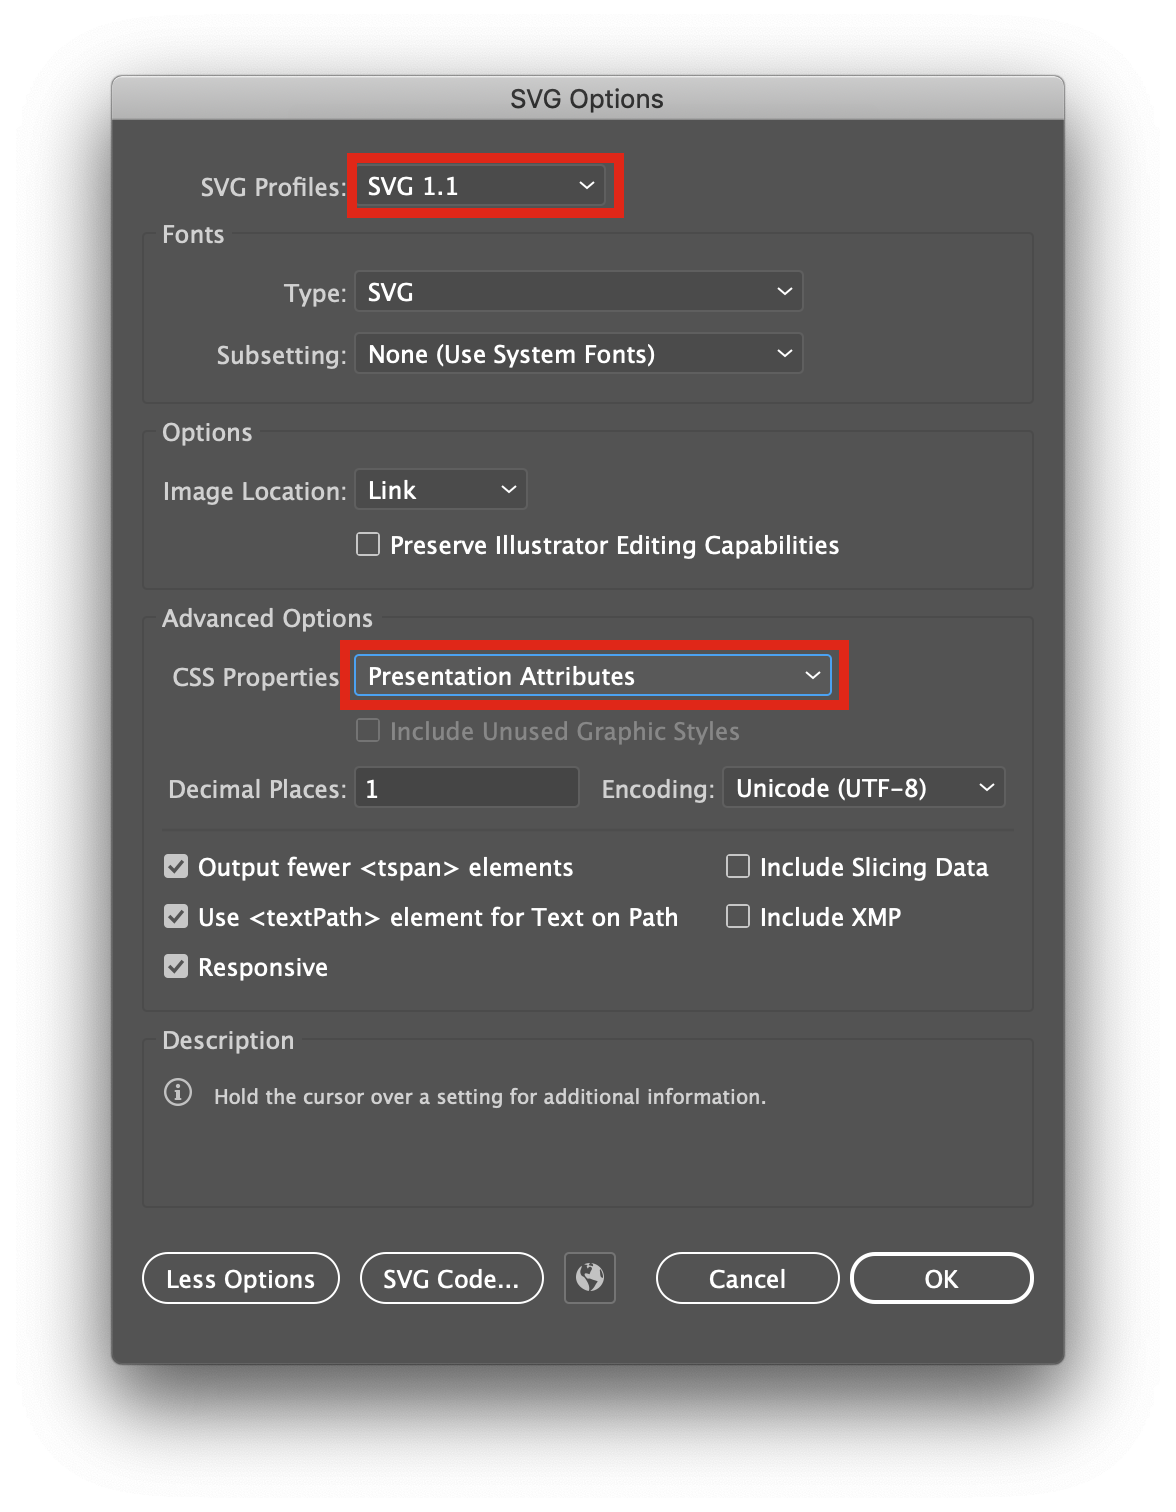 SVG Options
SVG Profiles: SVG 1.1
Fonts
Type: SVG
Subsetting: None (Use System Fonts)
Options
Image Location: Link
Preserve Illustrator Editing Capabilities
Advanced Options
CSS Properties Presentation Attributes
Include Unused Graphic Styles
Decimal Places: 1 Encoding: Unicode (UTF-8)
Output fewer <tspan> elements Include Slicing Data
Use <textPath> element for Text on Path Include XMP
Responsive
Description
Hold the cursor over a setting for additional information.
Less Options SVG Code... Cancel OK